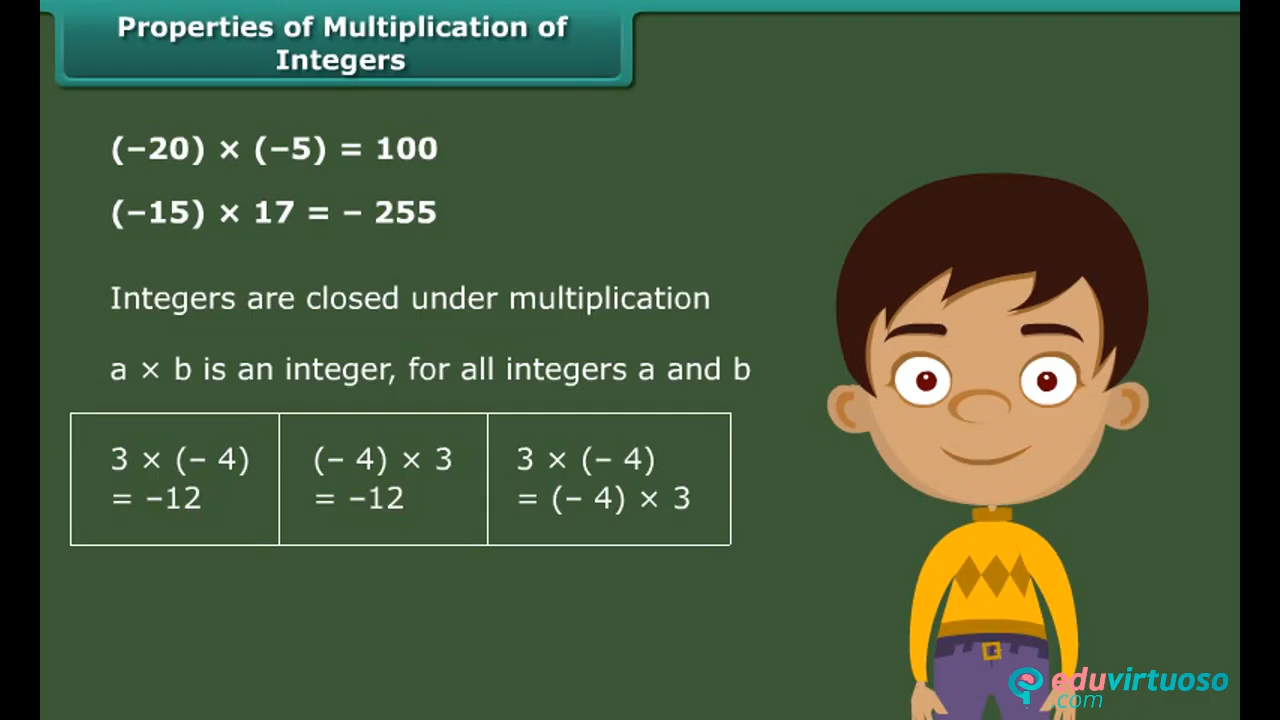 Properties of Multiplication of
Integers
(–20) × (–5) = 100
(–15) × 17 = – 255
Integers are closed under multiplication
a × b is an integer, for all integers a and b
3 × (– 4)
= –12
(– 4) × 3
= –12
3 × (– 4)
= (– 4) × 3
eduvirtuoso
.com